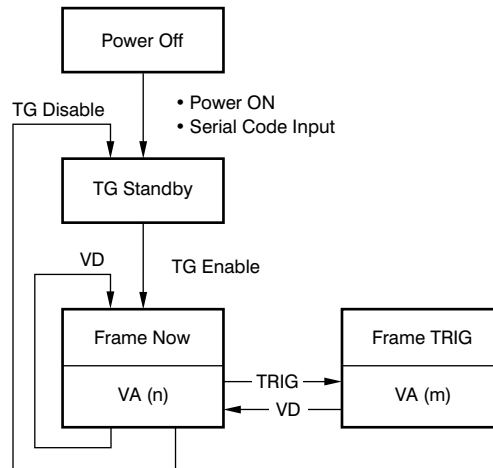 Power Off
• Power ON
• Serial Code Input
TG Disable
TG Standby
VD
TG Enable
Frame Now
Frame TRIG
VA (n)
TRIG
VD
VA (m)